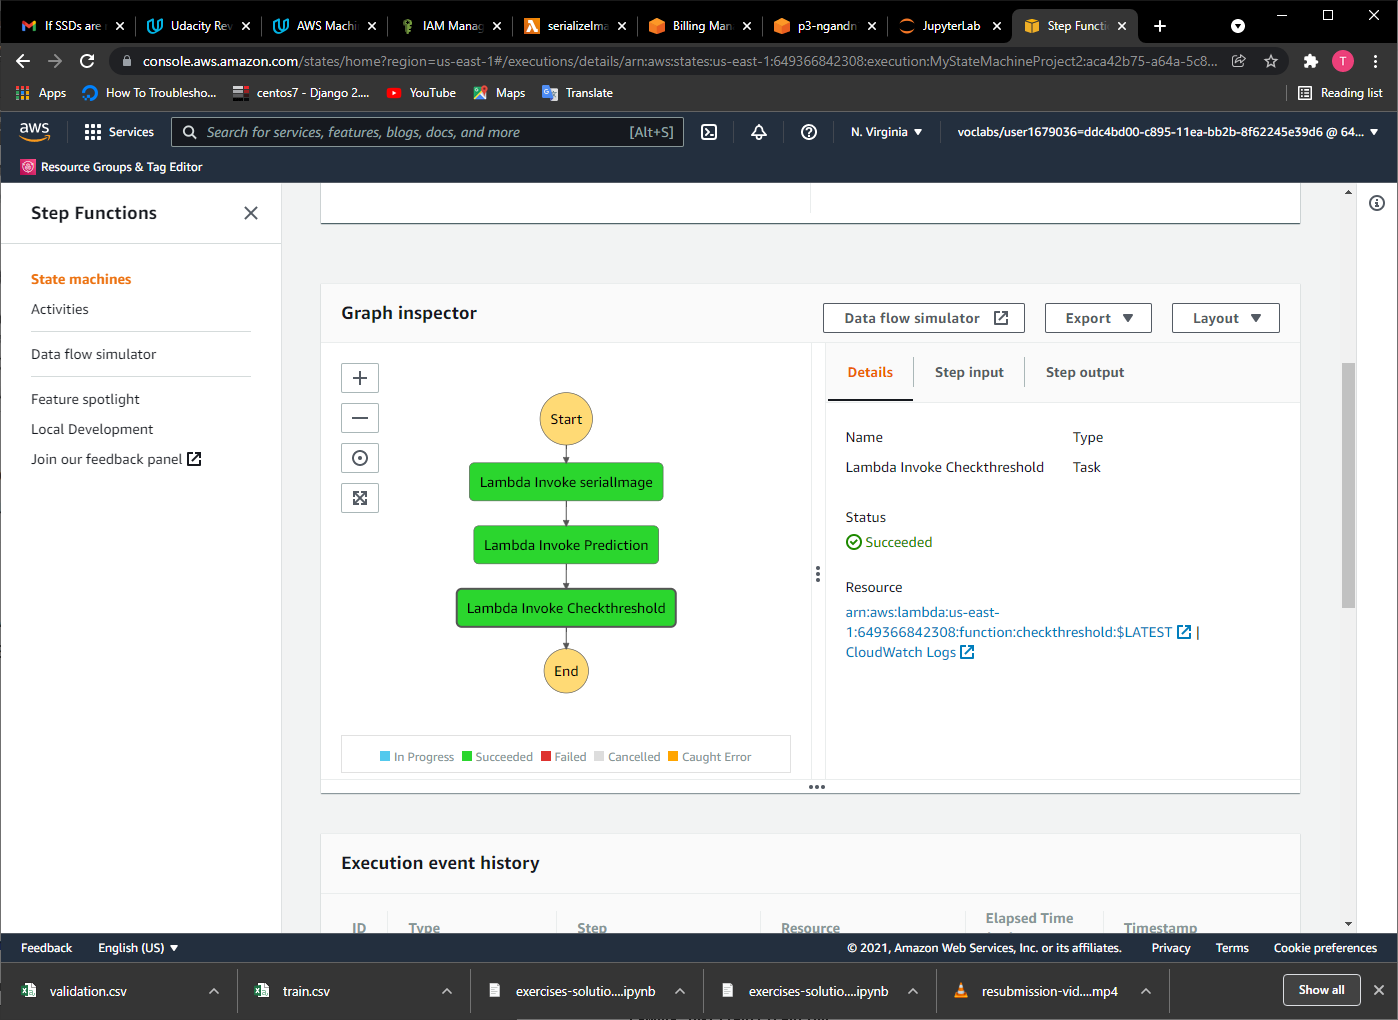 If SSDs are
Udacity Rev
AWS Machi
IAM Manag
serializeIma
Billing Man
p3-ngandn
JupyterLab
Step Functi
console.aws.amazon.com/states/home?region=us-east-1#/executions/details/arn:aws:states:us-east-1:649366842308:execution:MyStateMachineProject2:aca42b75-a64a-5c8...
T
Apps
How To Troublesho...
centos7 - Django 2....
YouTube
Maps
Translate
Reading list
aws
Services
Search for services, features, blogs, docs, and more
[Alt+S]
N. Virginia
voclabs/user1679036=ddc4bd00-c895-11ea-bb2b-8f62245e39d6 @ 64...
Resource Groups & Tag Editor
Step Functions
State machines
Activities
Data flow simulator
Feature spotlight
Local Development
Join our feedback panel
Graph inspector
Data flow simulator
Export
Layout
Start
Lambda Invoke serialImage
Lambda Invoke Prediction
Lambda Invoke Checkthreshold
End
In Progress Succeeded Failed Cancelled Caught Error
Details
Step input
Step output
Name
Type
Lambda Invoke Checkthreshold
Task
Status
Succeeded
Resource
arn:aws:lambda:us-east-
1:649366842308:function:checkthreshold:$LATEST |
CloudWatch Logs
Execution event history
ID
Type
Step
Resource
Elapsed Time
Timestamp
Feedback
English (US)
© 2021, Amazon Web Services, Inc. or its affiliates.
Privacy
Terms
Cookie preferences
validation.csv
train.csv
exercises-solutio....ipynb
exercises-solutio....ipynb
resubmission-vid....mp4
Show all